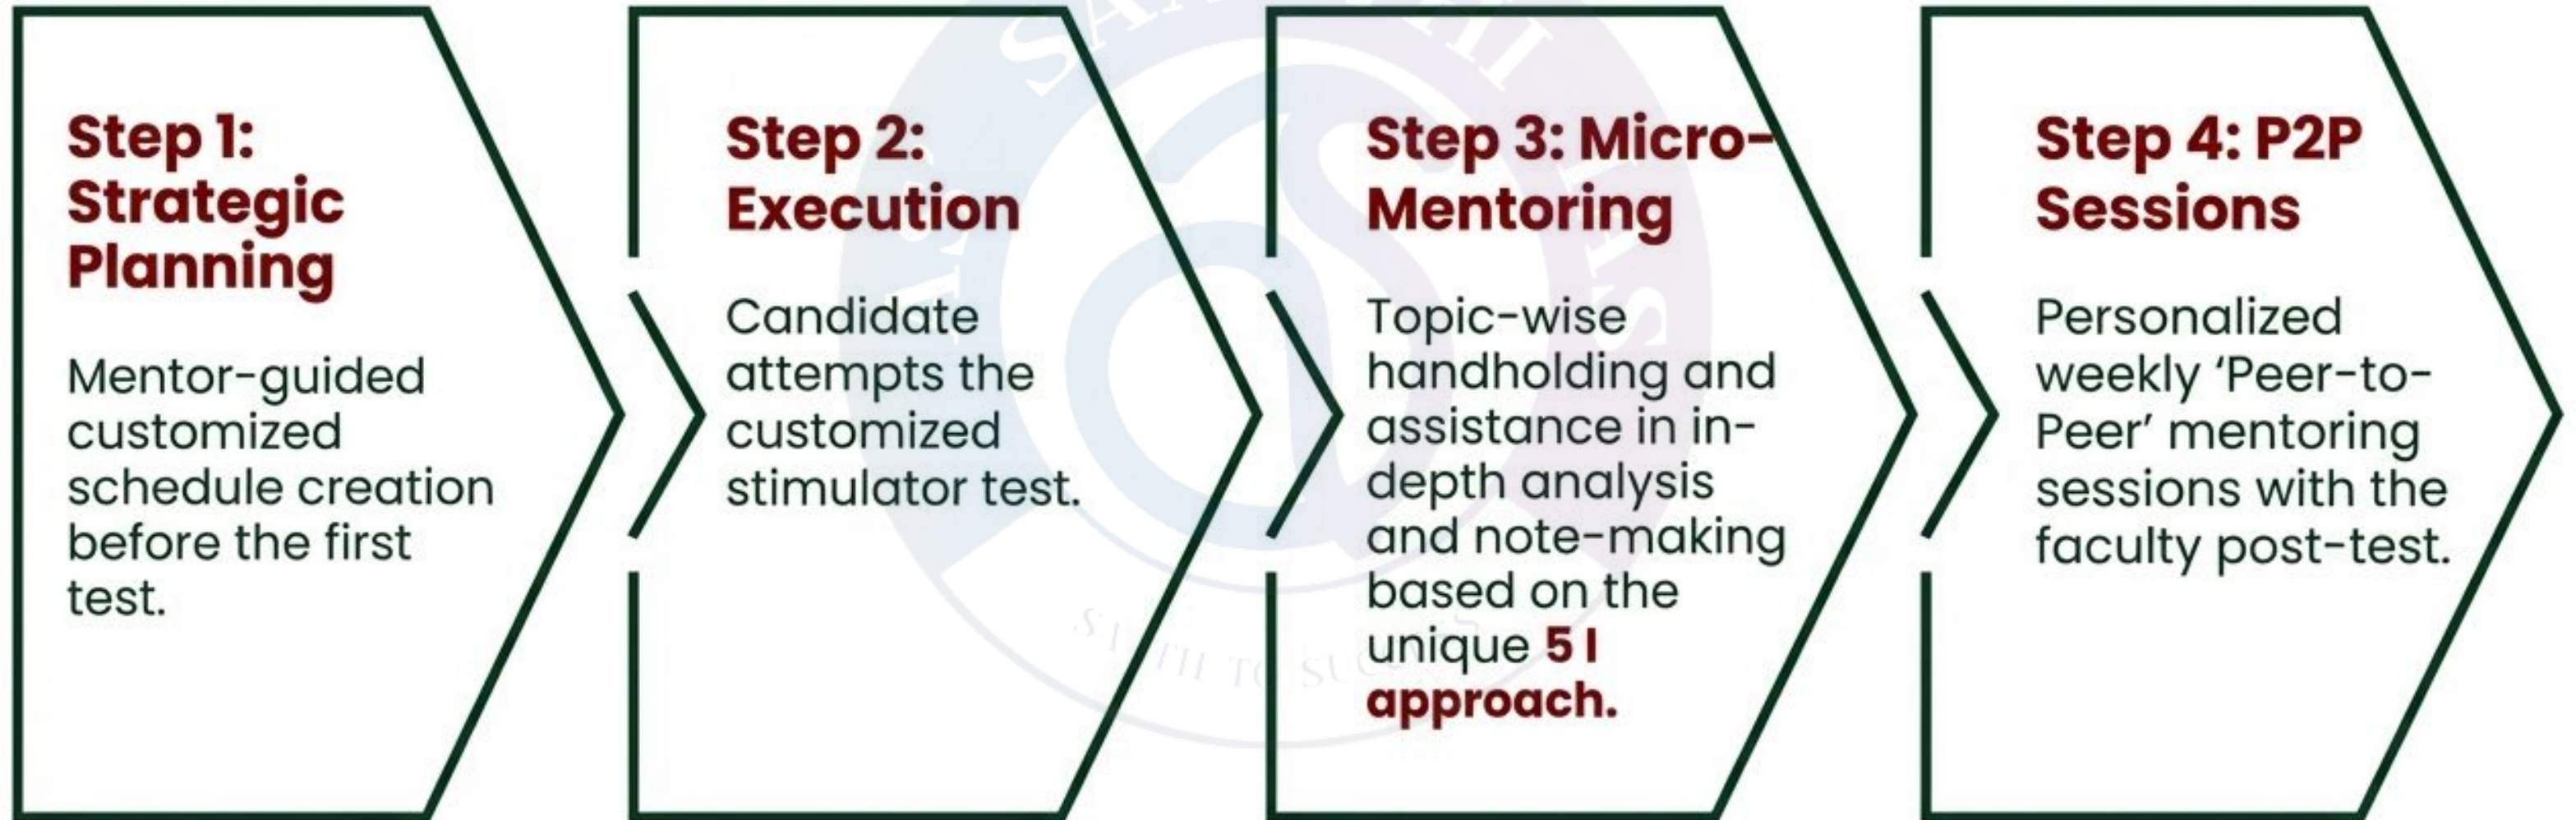 Step 1:
Strategic
Planning
Mentor-guided
customized
schedule creation
before the first
test.
Step 2:
Execution
Candidate
attempts the
customized
stimulator test.
Step 3: Micro-
Mentoring
Topic-wise
handholding and
assistance in in-
depth analysis
and note-making
based on the
unique 5 I
approach.
Step 4: P2P
Sessions
Personalized
weekly ‘Peer-to-
Peer’ mentoring
sessions with the
faculty post-test.